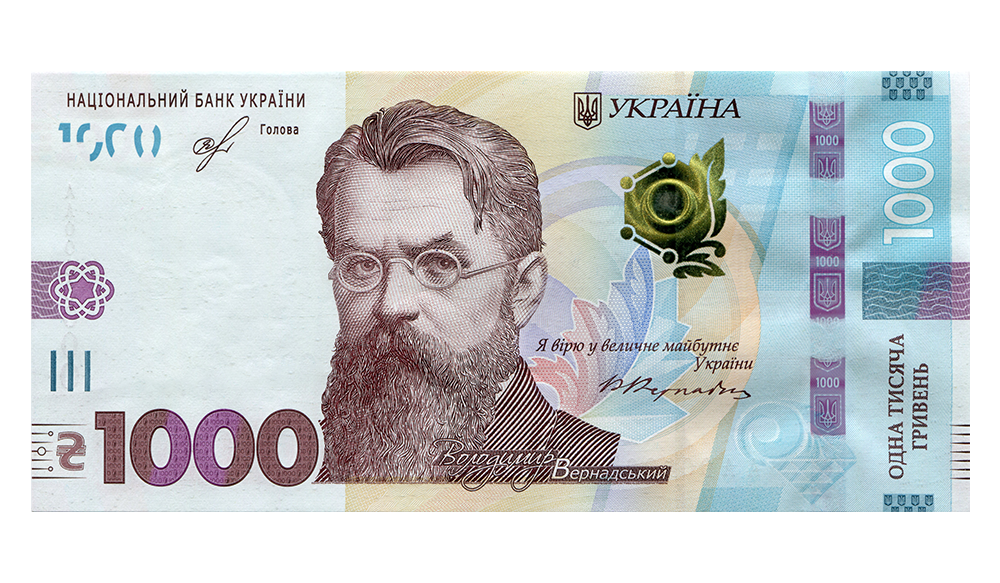 НАЦІОНАЛЬНИЙ БАНК УКРАЇНИ
Голова
УКРАЇНА
1000
1000
1000
1000
1000
Я вірю у величне майбутнє
України
ОДНА ТИСЯЧА
ГРИВЕНЬ
₴1000
Володимир Вернадський